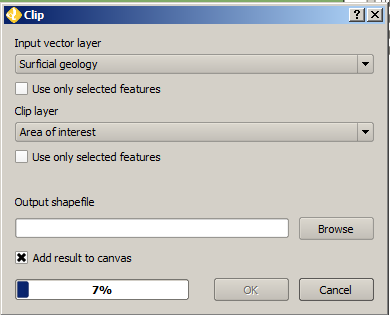 Clip
Input vector layer
Surficial geology
Use only selected features
Clip layer
Area of interest
Use only selected features
Output shapefile
Browse
Add result to canvas
7%
OK
Cancel